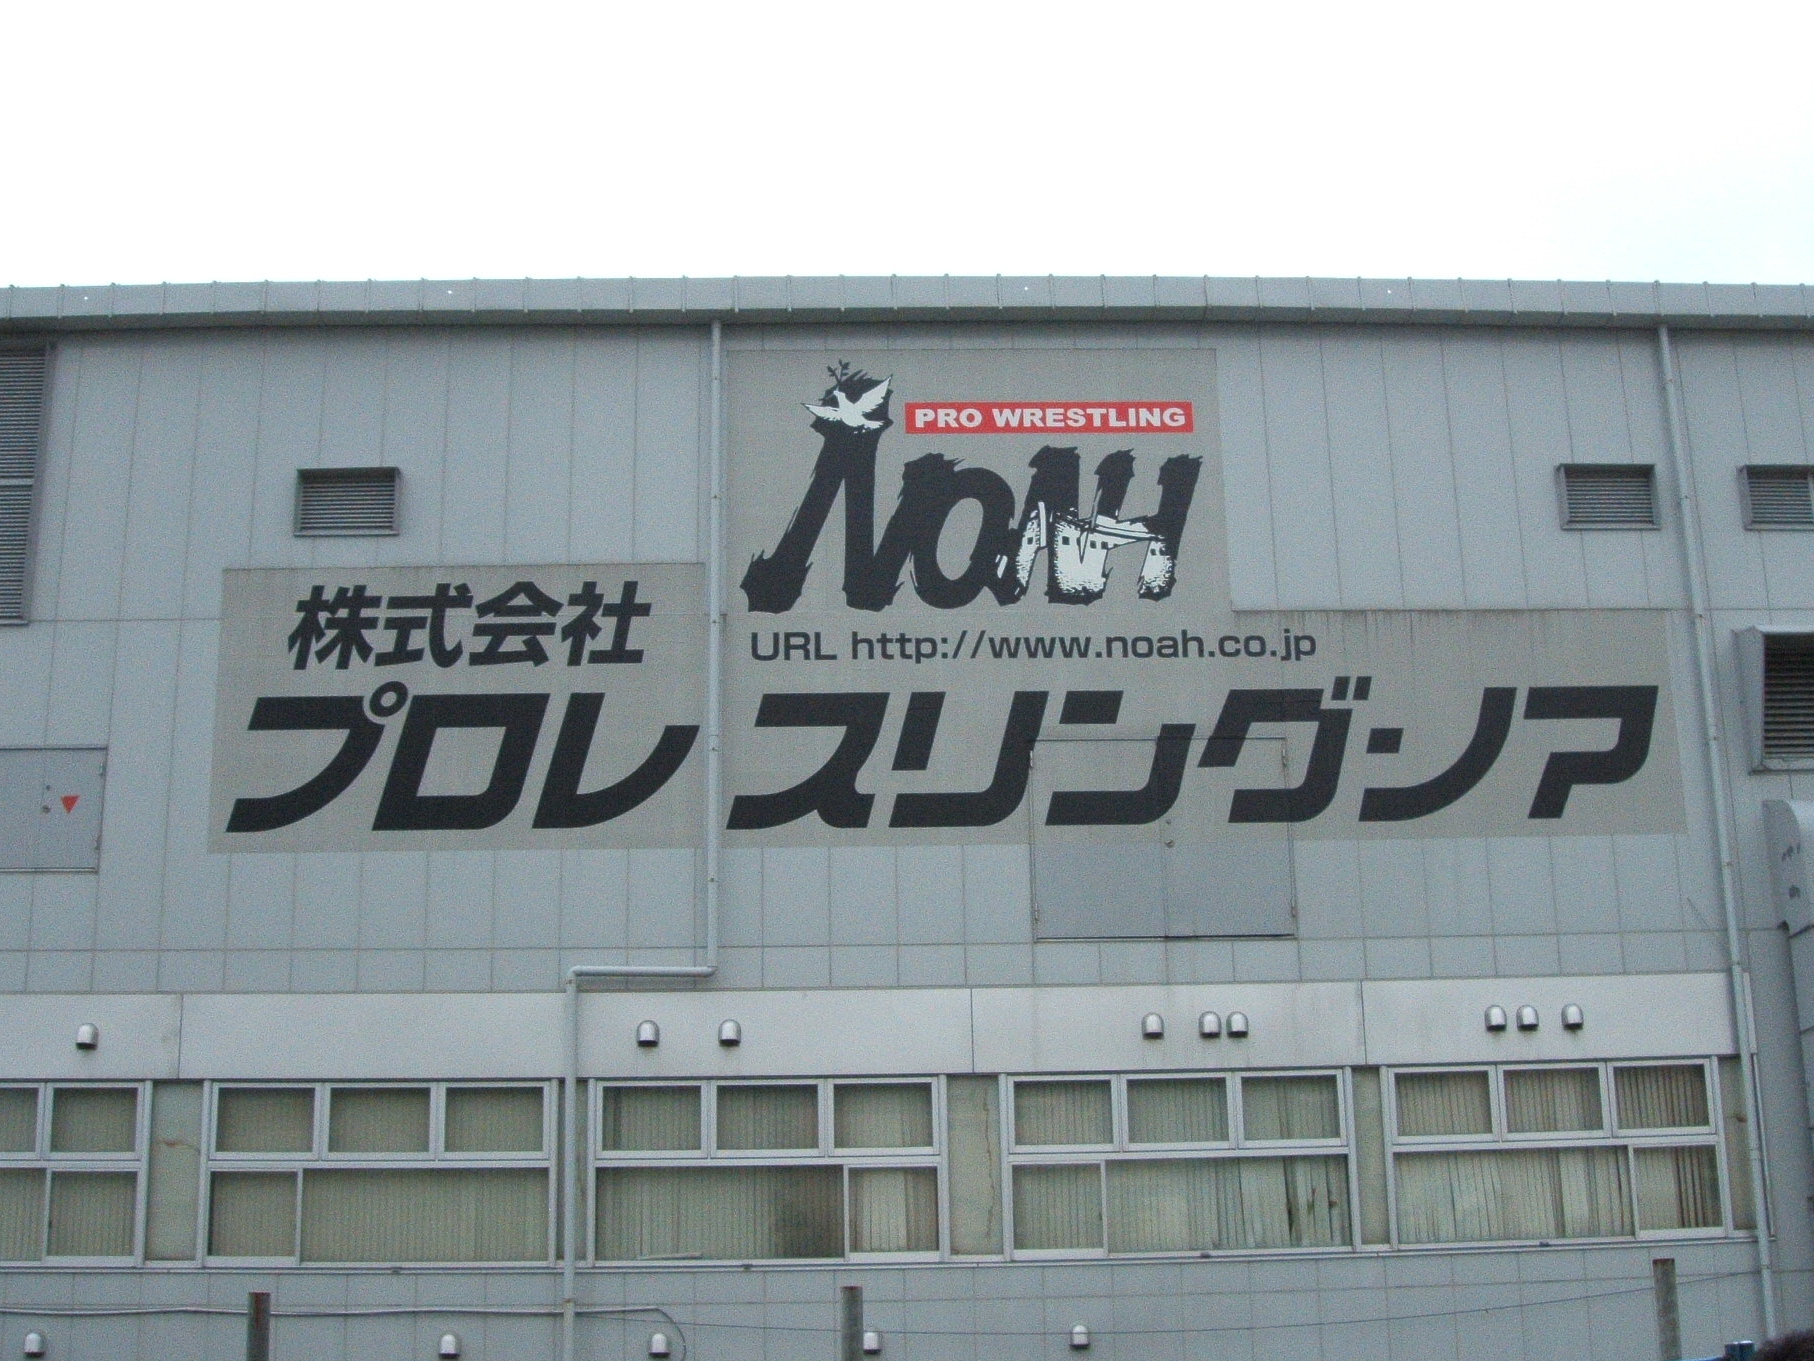 PRO WRESTLING
NOAH
株式会社
URL http://www.noah.co.jp
プロレスリング・ノア